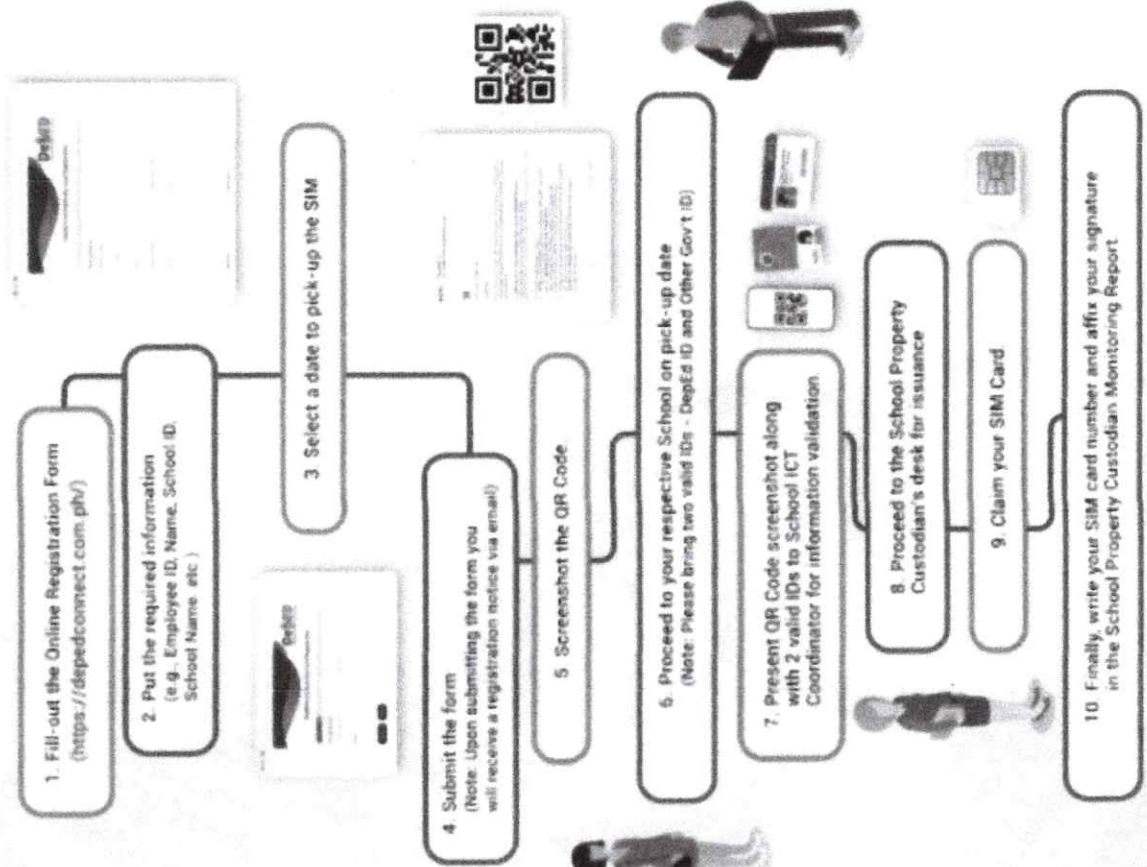 DepED
1. Fill-out the Online Registration Form
(https://depedconnect.com.ph/)
2. Put the required information
(e.g., Employee ID, Name, School ID,
School Name, etc.)
3. Select a date to pick-up the SIM
DepED
4. Submit the form
(Note: Upon submitting the form you
will receive a registration notice via email)
5. Screenshot the QR Code
6. Proceed to your respective School on pick-up date
(Note: Please bring two valid IDs - DepEd ID and Other Gov't ID)
7. Present QR Code screenshot along
with 2 valid IDs to School ICT
Coordinator for information validation.
8. Proceed to the School Property
Custodian's desk for issuance
9. Claim your SIM Card
10. Finally, write your SIM card number and affix your signature
in the School Property Custodian Monitoring Report